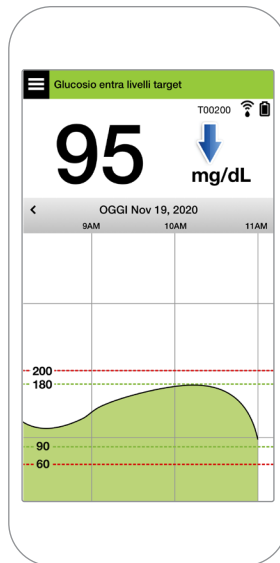 Glucosio entra livelli target
T00200
95
mg/dL
OGGI Nov 19, 2020
9AM 10AM 11AM
200
180
90
60